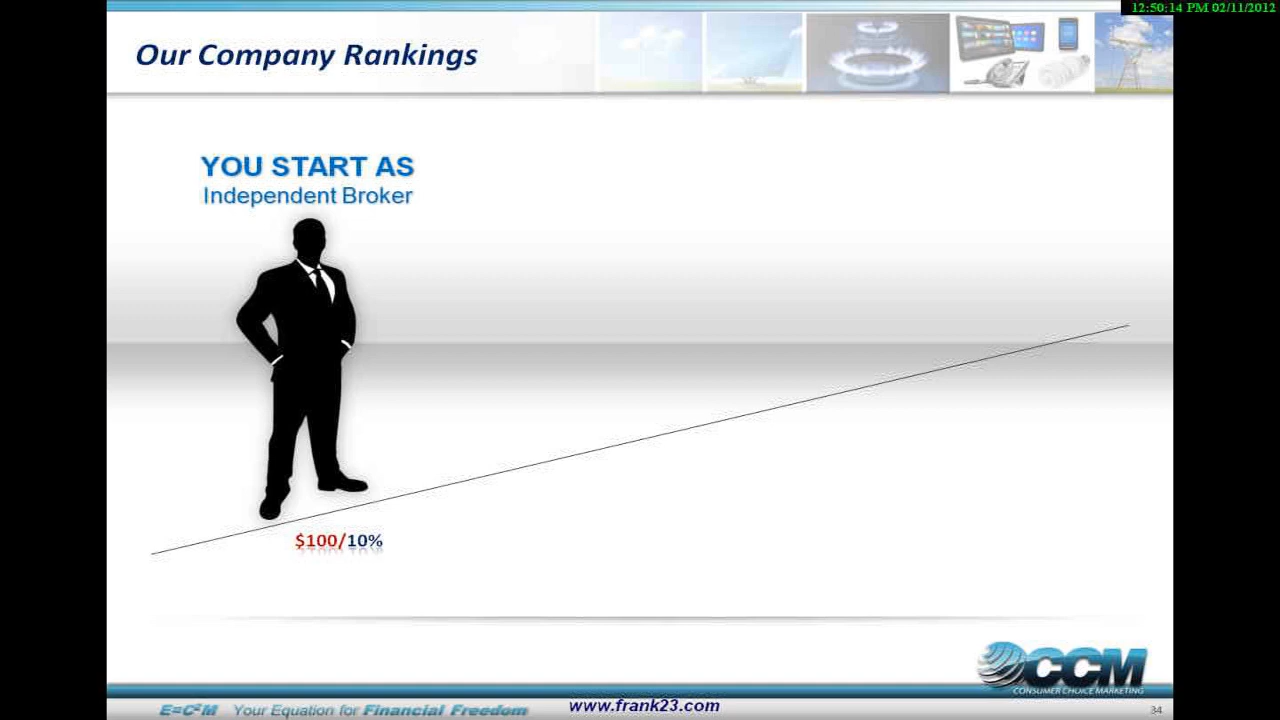 12:50:14 PM 02/11/2012
Our Company Rankings
YOU START AS
Independent Broker
$100/10%
CCM
CONSUMER CHOICE MARKETING
E=C²M Your Equation for Financial Freedom
www.frank23.com
34